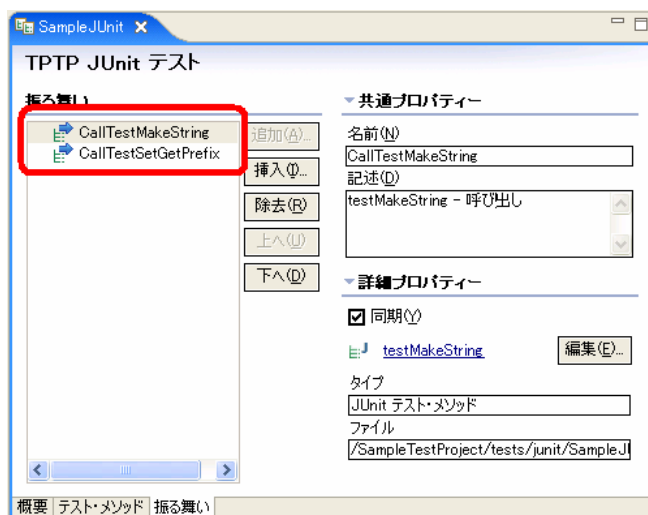 SampleJUnit
TPTP JUnit テスト
振る舞い
CallTestMakeString
CallTestSetGetPrefix
追加(A)...
挿入(I)...
除去(R)
上へ(U)
下へ(D)
共通プロパティー
名前(N)
CallTestMakeString
記述(D)
testMakeString - 呼び出し
詳細プロパティー
同期(Y)
testMakeString
編集(E)...
タイプ
JUnit テスト・メソッド
ファイル
/SampleTestProject/tests/junit/SampleJU
概要 テスト・メソッド 振る舞い